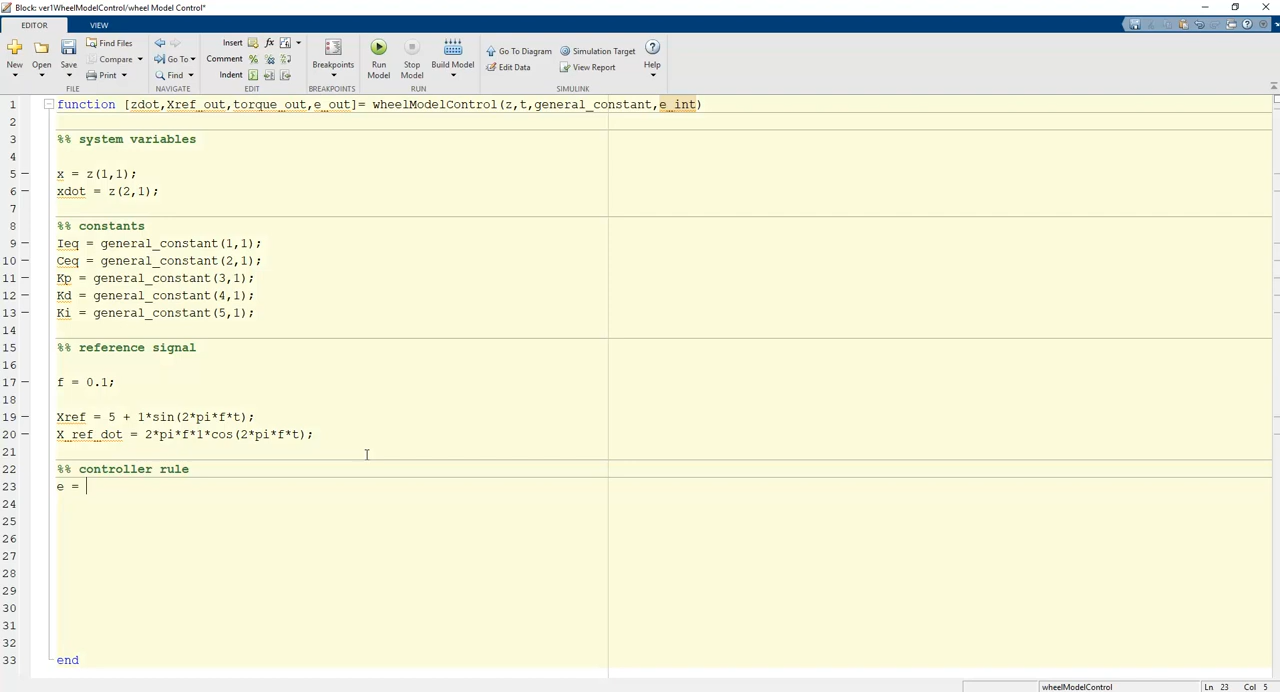 Block: ver1WheelModelControl/wheel Model Control*
EDITOR VIEW
New Open Save Find Files Compare Print FILE
Go To Find NAVIGATE
Insert fx Comment % Indent EDIT
Breakpoints BREAKPOINTS
Run Model Stop Model Build Model RUN
Go To Diagram Edit Data Simulation Target View Report Help SIMULINK
1 function [zdot,Xref_out,torque_out,e_out]= wheelModelControl(z,t,general_constant,e_int)
2
3 %% system variables
4
5 x = z(1,1);
6 xdot = z(2,1);
7
8 %% constants
9 Ieq = general_constant(1,1);
10 Ceq = general_constant(2,1);
11 Kp = general_constant(3,1);
12 Kd = general_constant(4,1);
13 Ki = general_constant(5,1);
14
15 %% reference signal
16
17 f = 0.1;
18
19 Xref = 5 + 1*sin(2*pi*f*t);
20 X_ref_dot = 2*pi*f*1*cos(2*pi*f*t);
21
22 %% controller rule
23 e =
24
25
26
27
28
29
30
31
32
33 end
wheelModelControl Ln 23 Col 5